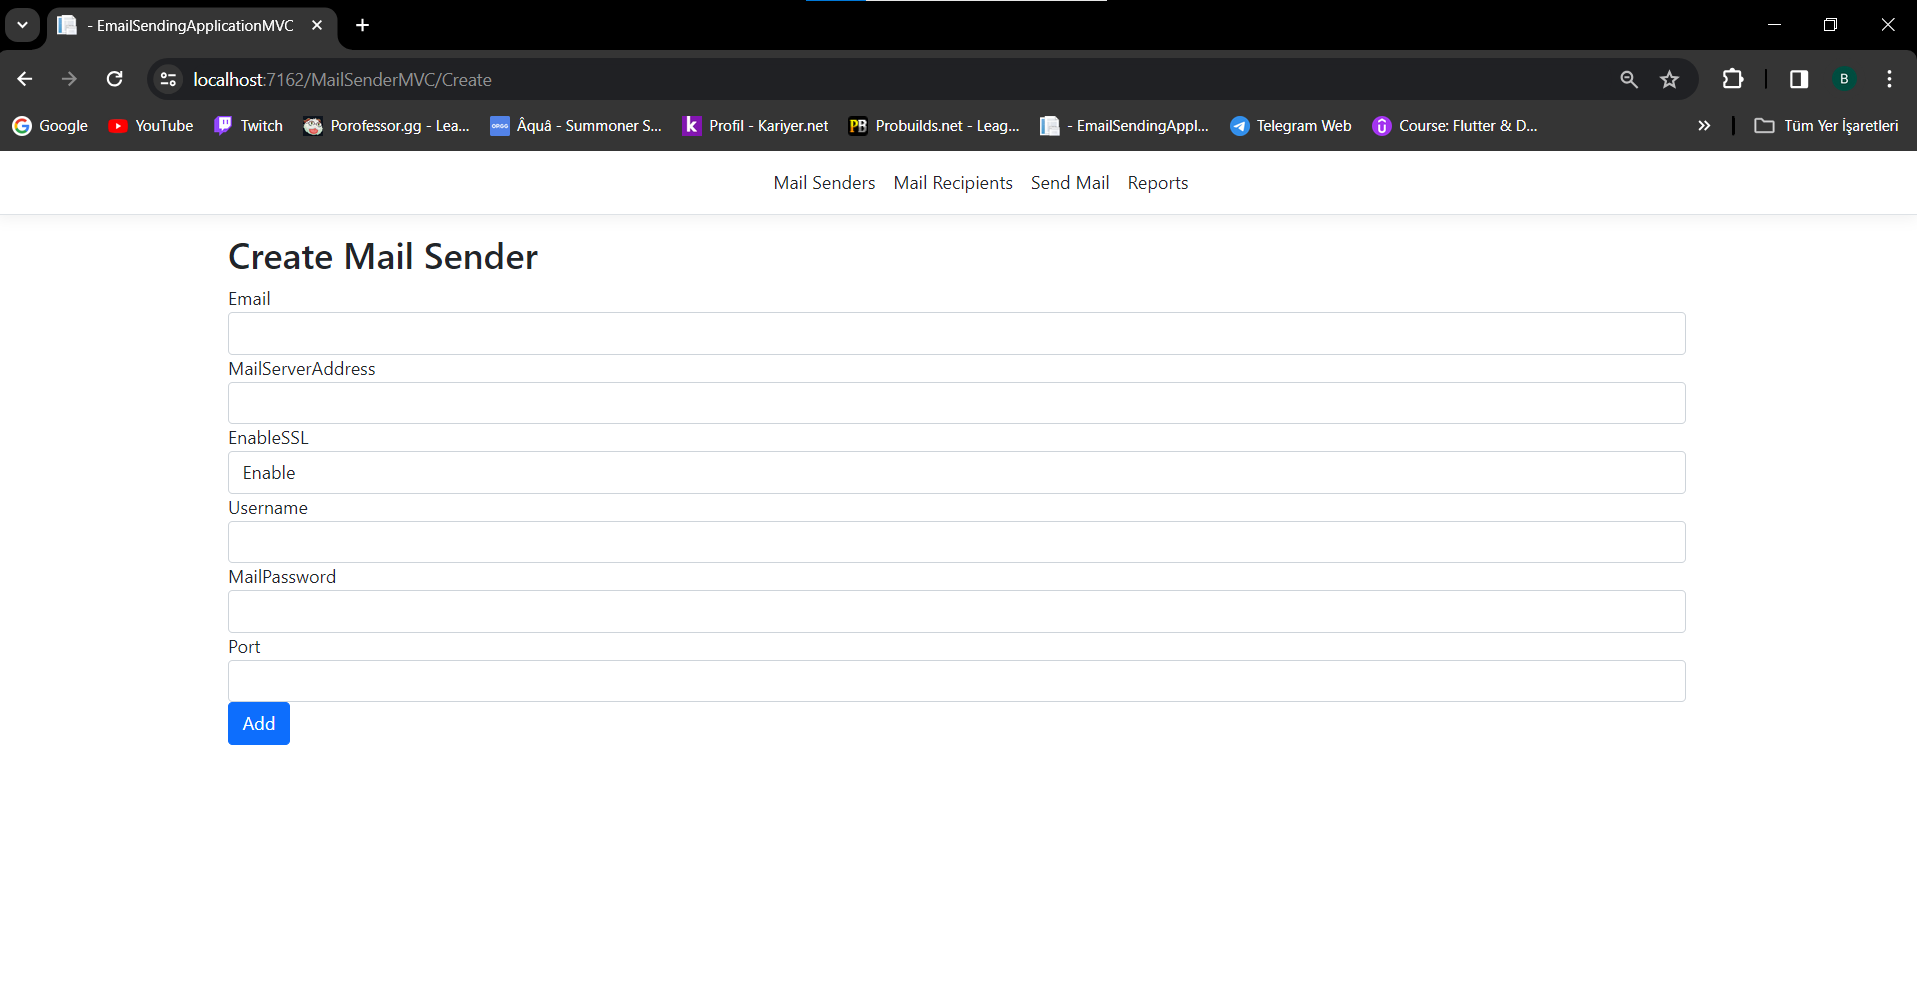 - EmailSendingApplicationMVC
localhost:7162/MailSenderMVC/Create
B
Google YouTube Twitch Porofessor.gg - Lea... OPGG Âquâ - Summoner S... k Profil - Kariyer.net PB Probuilds.net - Leag... - EmailSendingAppl... Telegram Web Course: Flutter & D... Tüm Yer İşaretleri
Mail Senders Mail Recipients Send Mail Reports
Create Mail Sender
Email
MailServerAddress
EnableSSL
Enable
Username
MailPassword
Port
Add